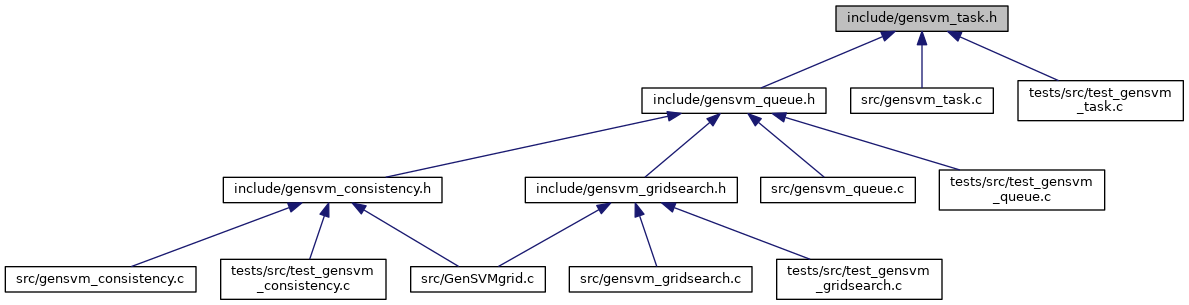 include/gensvm_task.h
include/gensvm_queue.h
src/gensvm_task.c
tests/src/test_gensvm
_task.c
include/gensvm_consistency.h
include/gensvm_gridsearch.h
src/gensvm_queue.c
tests/src/test_gensvm
_queue.c
src/gensvm_consistency.c
tests/src/test_gensvm
_consistency.c
src/GenSVMgrid.c
src/gensvm_gridsearch.c
tests/src/test_gensvm
_gridsearch.c